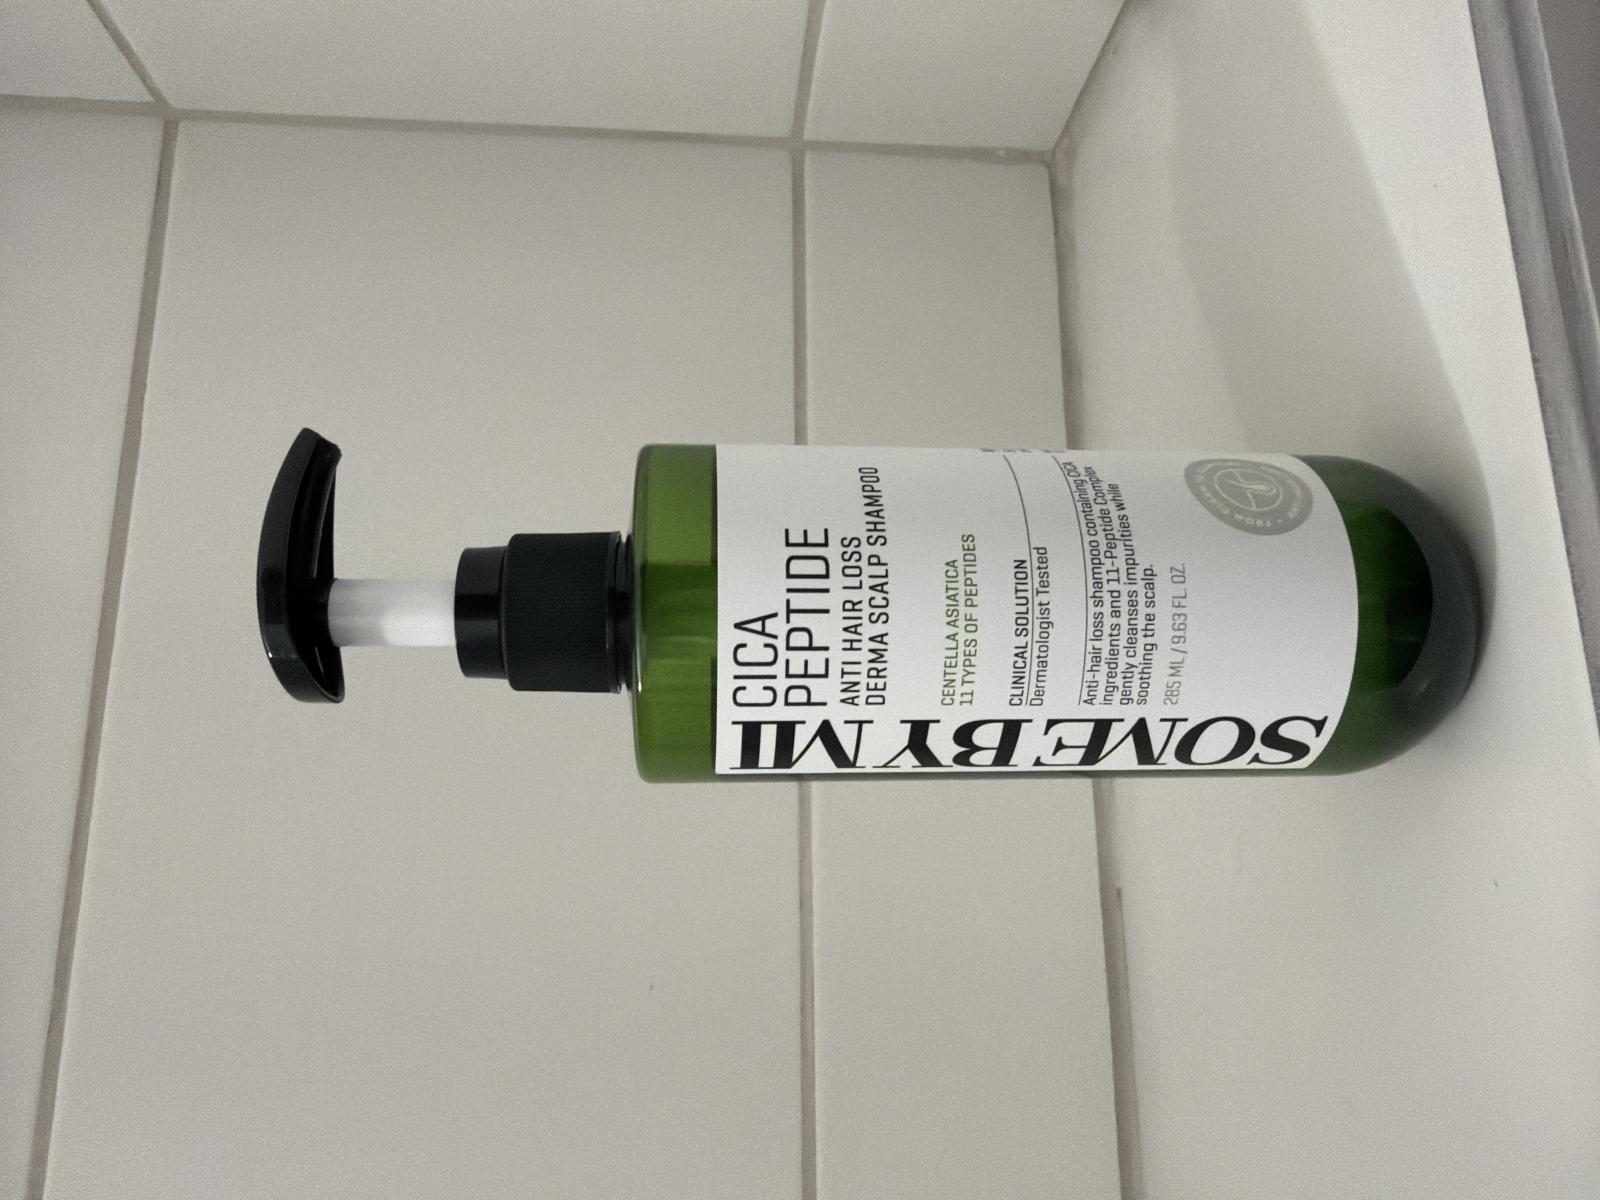 SOME BY MI
CICA
PEPTIDE
ANTI HAIR LOSS
DERMA SCALP SHAMPOO
CENTELLA ASIATICA
11 TYPES OF PEPTIDES
CLINICAL SOLUTION
Dermatologist Tested
Anti-hair loss shampoo containing CICA
ingredients and 11-Peptide Complex
gently cleanses impurities while
soothing the scalp.
285 ML / 9.63 FL. OZ.